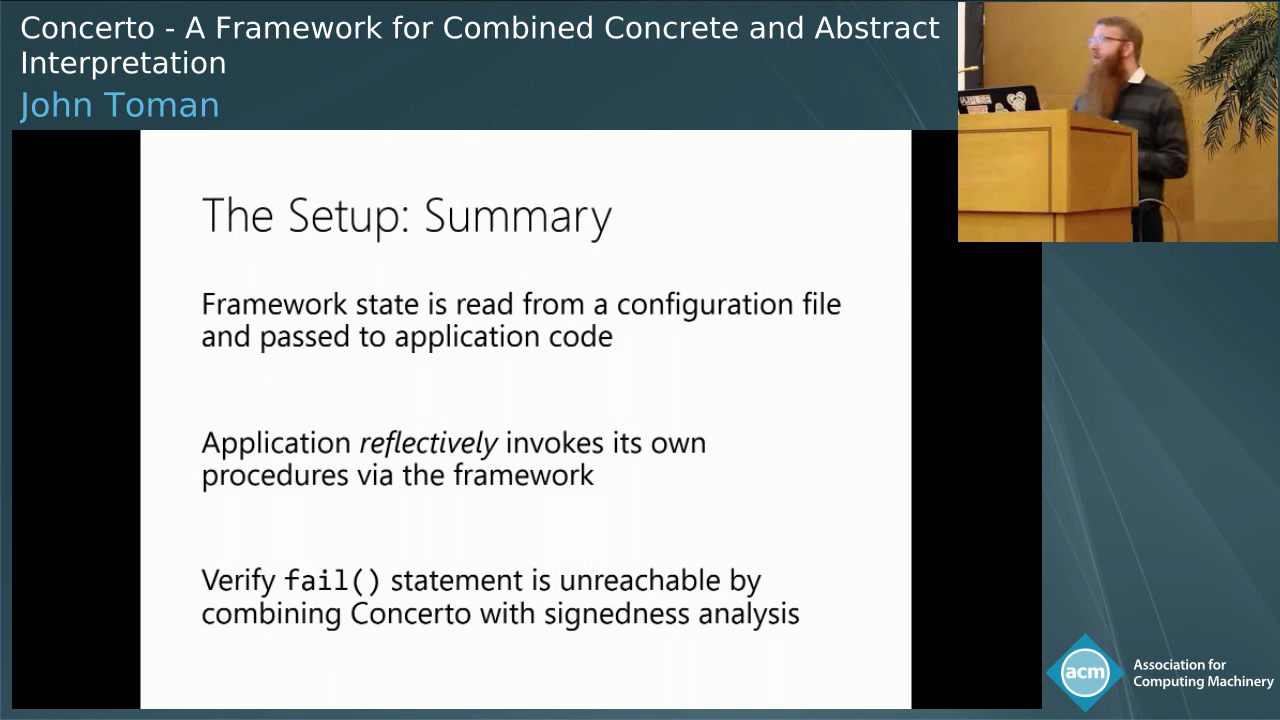 Concerto - A Framework for Combined Concrete and Abstract
Interpretation
John Toman
The Setup: Summary
Framework state is read from a configuration file
and passed to application code
Application reflectively invokes its own
procedures via the framework
Verify fail() statement is unreachable by
combining Concerto with signedness analysis
acm
Association for
Computing Machinery